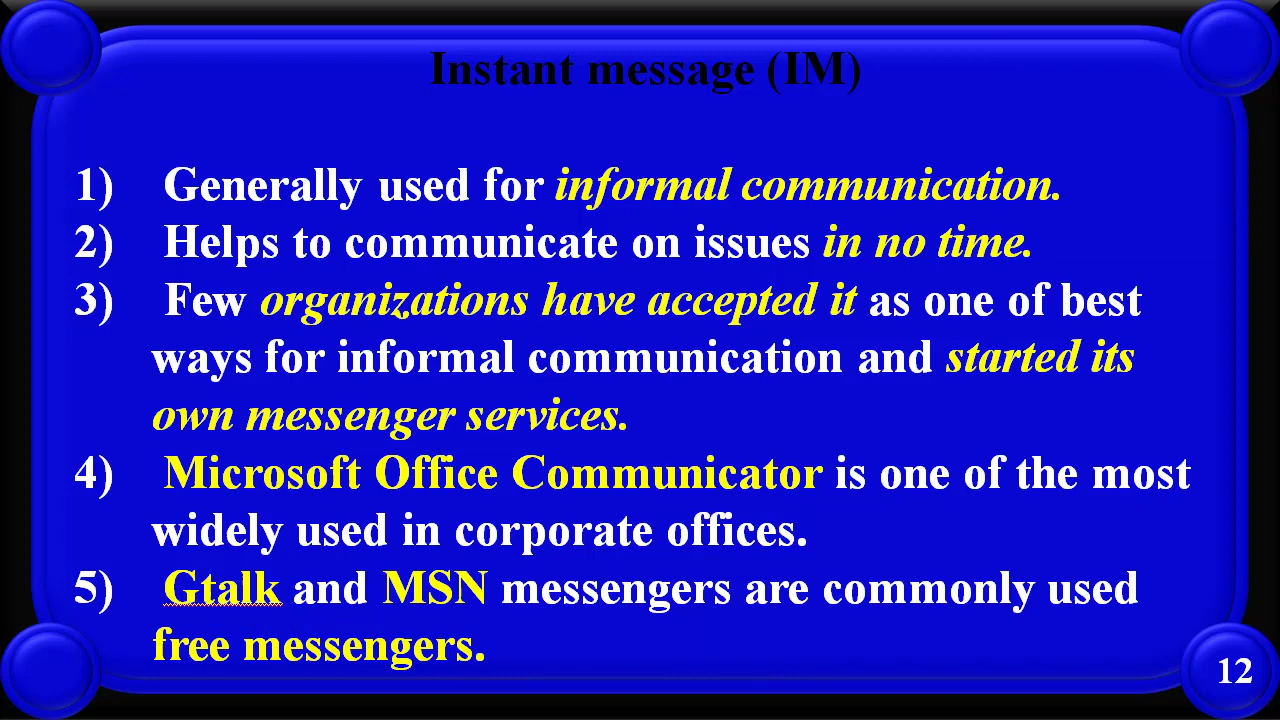 Instant message (IM)
1) Generally used for informal communication.
2) Helps to communicate on issues in no time.
3) Few organizations have accepted it as one of best
ways for informal communication and started its
own messenger services.
4) Microsoft Office Communicator is one of the most
widely used in corporate offices.
5) Gtalk and MSN messengers are commonly used
free messengers.
12